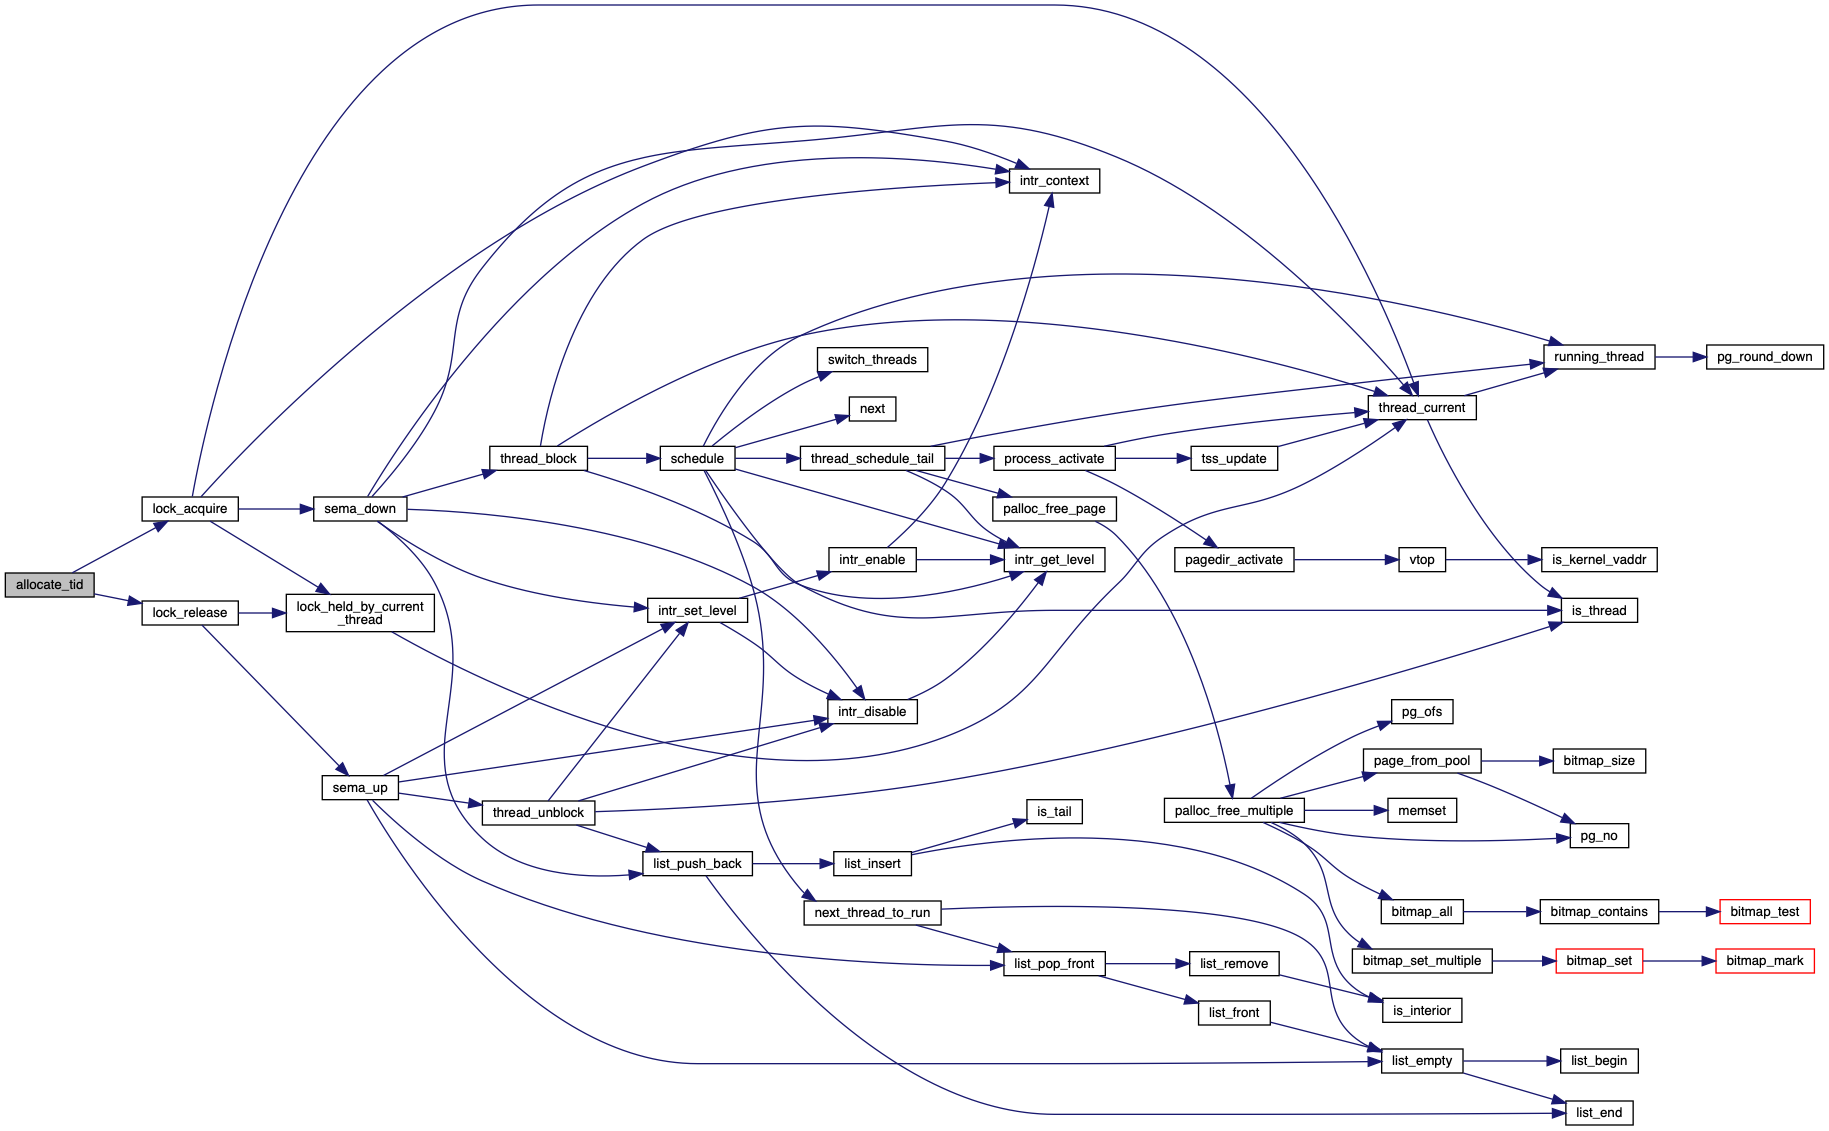 allocate_tid
lock_acquire
lock_release
sema_down
lock_held_by_current
_thread
sema_up
thread_block
thread_unblock
schedule
intr_set_level
list_push_back
switch_threads
next
thread_schedule_tail
intr_enable
intr_disable
list_insert
next_thread_to_run
intr_context
process_activate
palloc_free_page
intr_get_level
is_tail
list_pop_front
tss_update
pagedir_activate
palloc_free_multiple
list_remove
list_front
thread_current
vtop
pg_ofs
page_from_pool
memset
bitmap_all
bitmap_set_multiple
is_interior
list_empty
running_thread
is_kernel_vaddr
is_thread
bitmap_size
pg_no
bitmap_contains
bitmap_set
list_begin
list_end
pg_round_down
bitmap_test
bitmap_mark